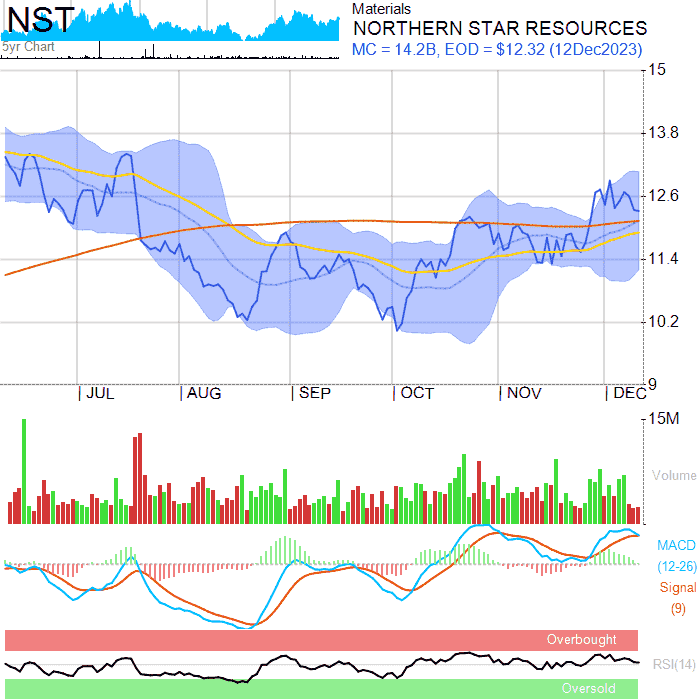 NST
5yr Chart
Materials
NORTHERN STAR RESOURCES
MC = 14.2B, EOD = $12.32 (12Dec2023)
15
13.8
12.6
11.4
10.2
9
JUL AUG SEP OCT NOV DEC
15M
Volume
MACD
(12-26)
Signal
(9)
Overbought
RSI(14)
Oversold